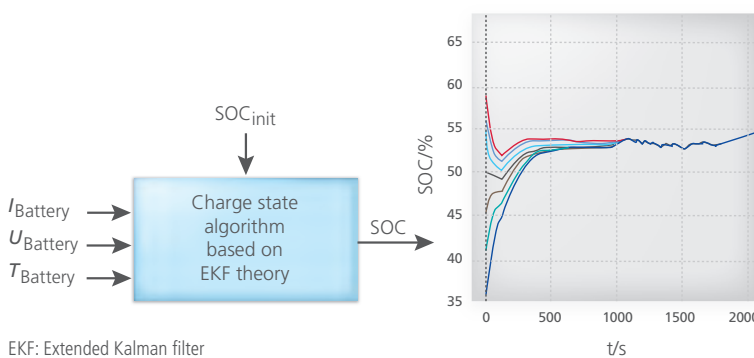 SOCinit
IBattery
UBattery
TBattery
Charge state
algorithm
based on
EKF theory
SOC
EKF: Extended Kalman filter
SOC/%
65
60
55
50
45
40
35
0 500 1000 1500 2000
t/s